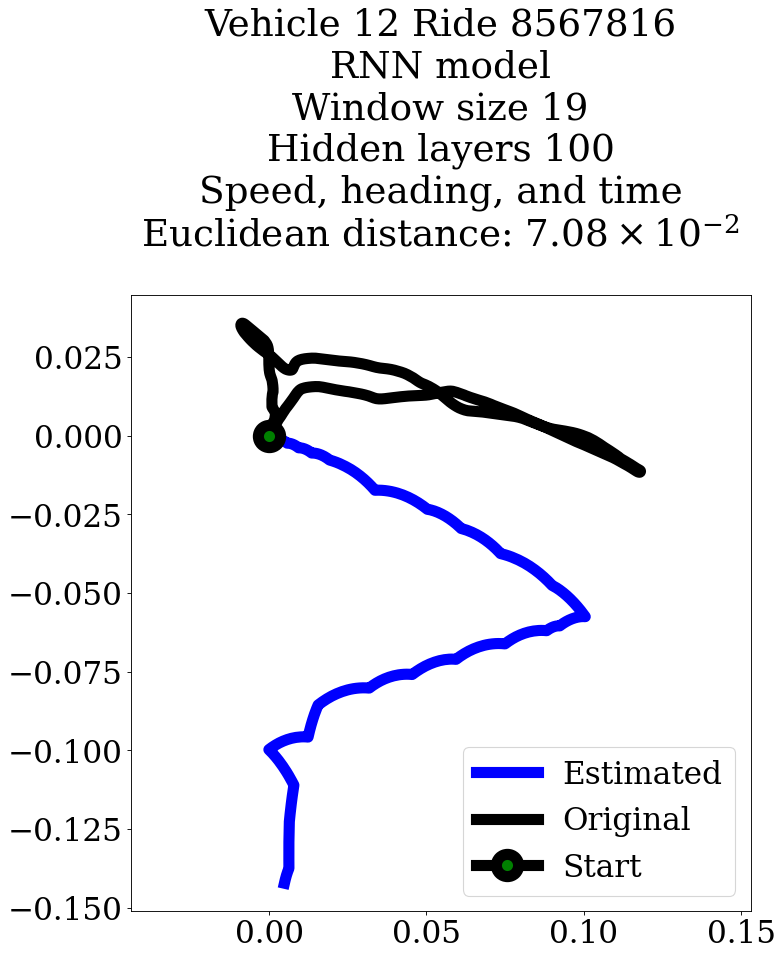 Vehicle 12 Ride 8567816
RNN model
Window size 19
Hidden layers 100
Speed, heading, and time
Euclidean distance: 7.08 × 10⁻²
0.025
0.000
−0.025
−0.050
−0.075
−0.100
−0.125
−0.150
Estimated
Original
Start
0.00 0.05 0.10 0.15